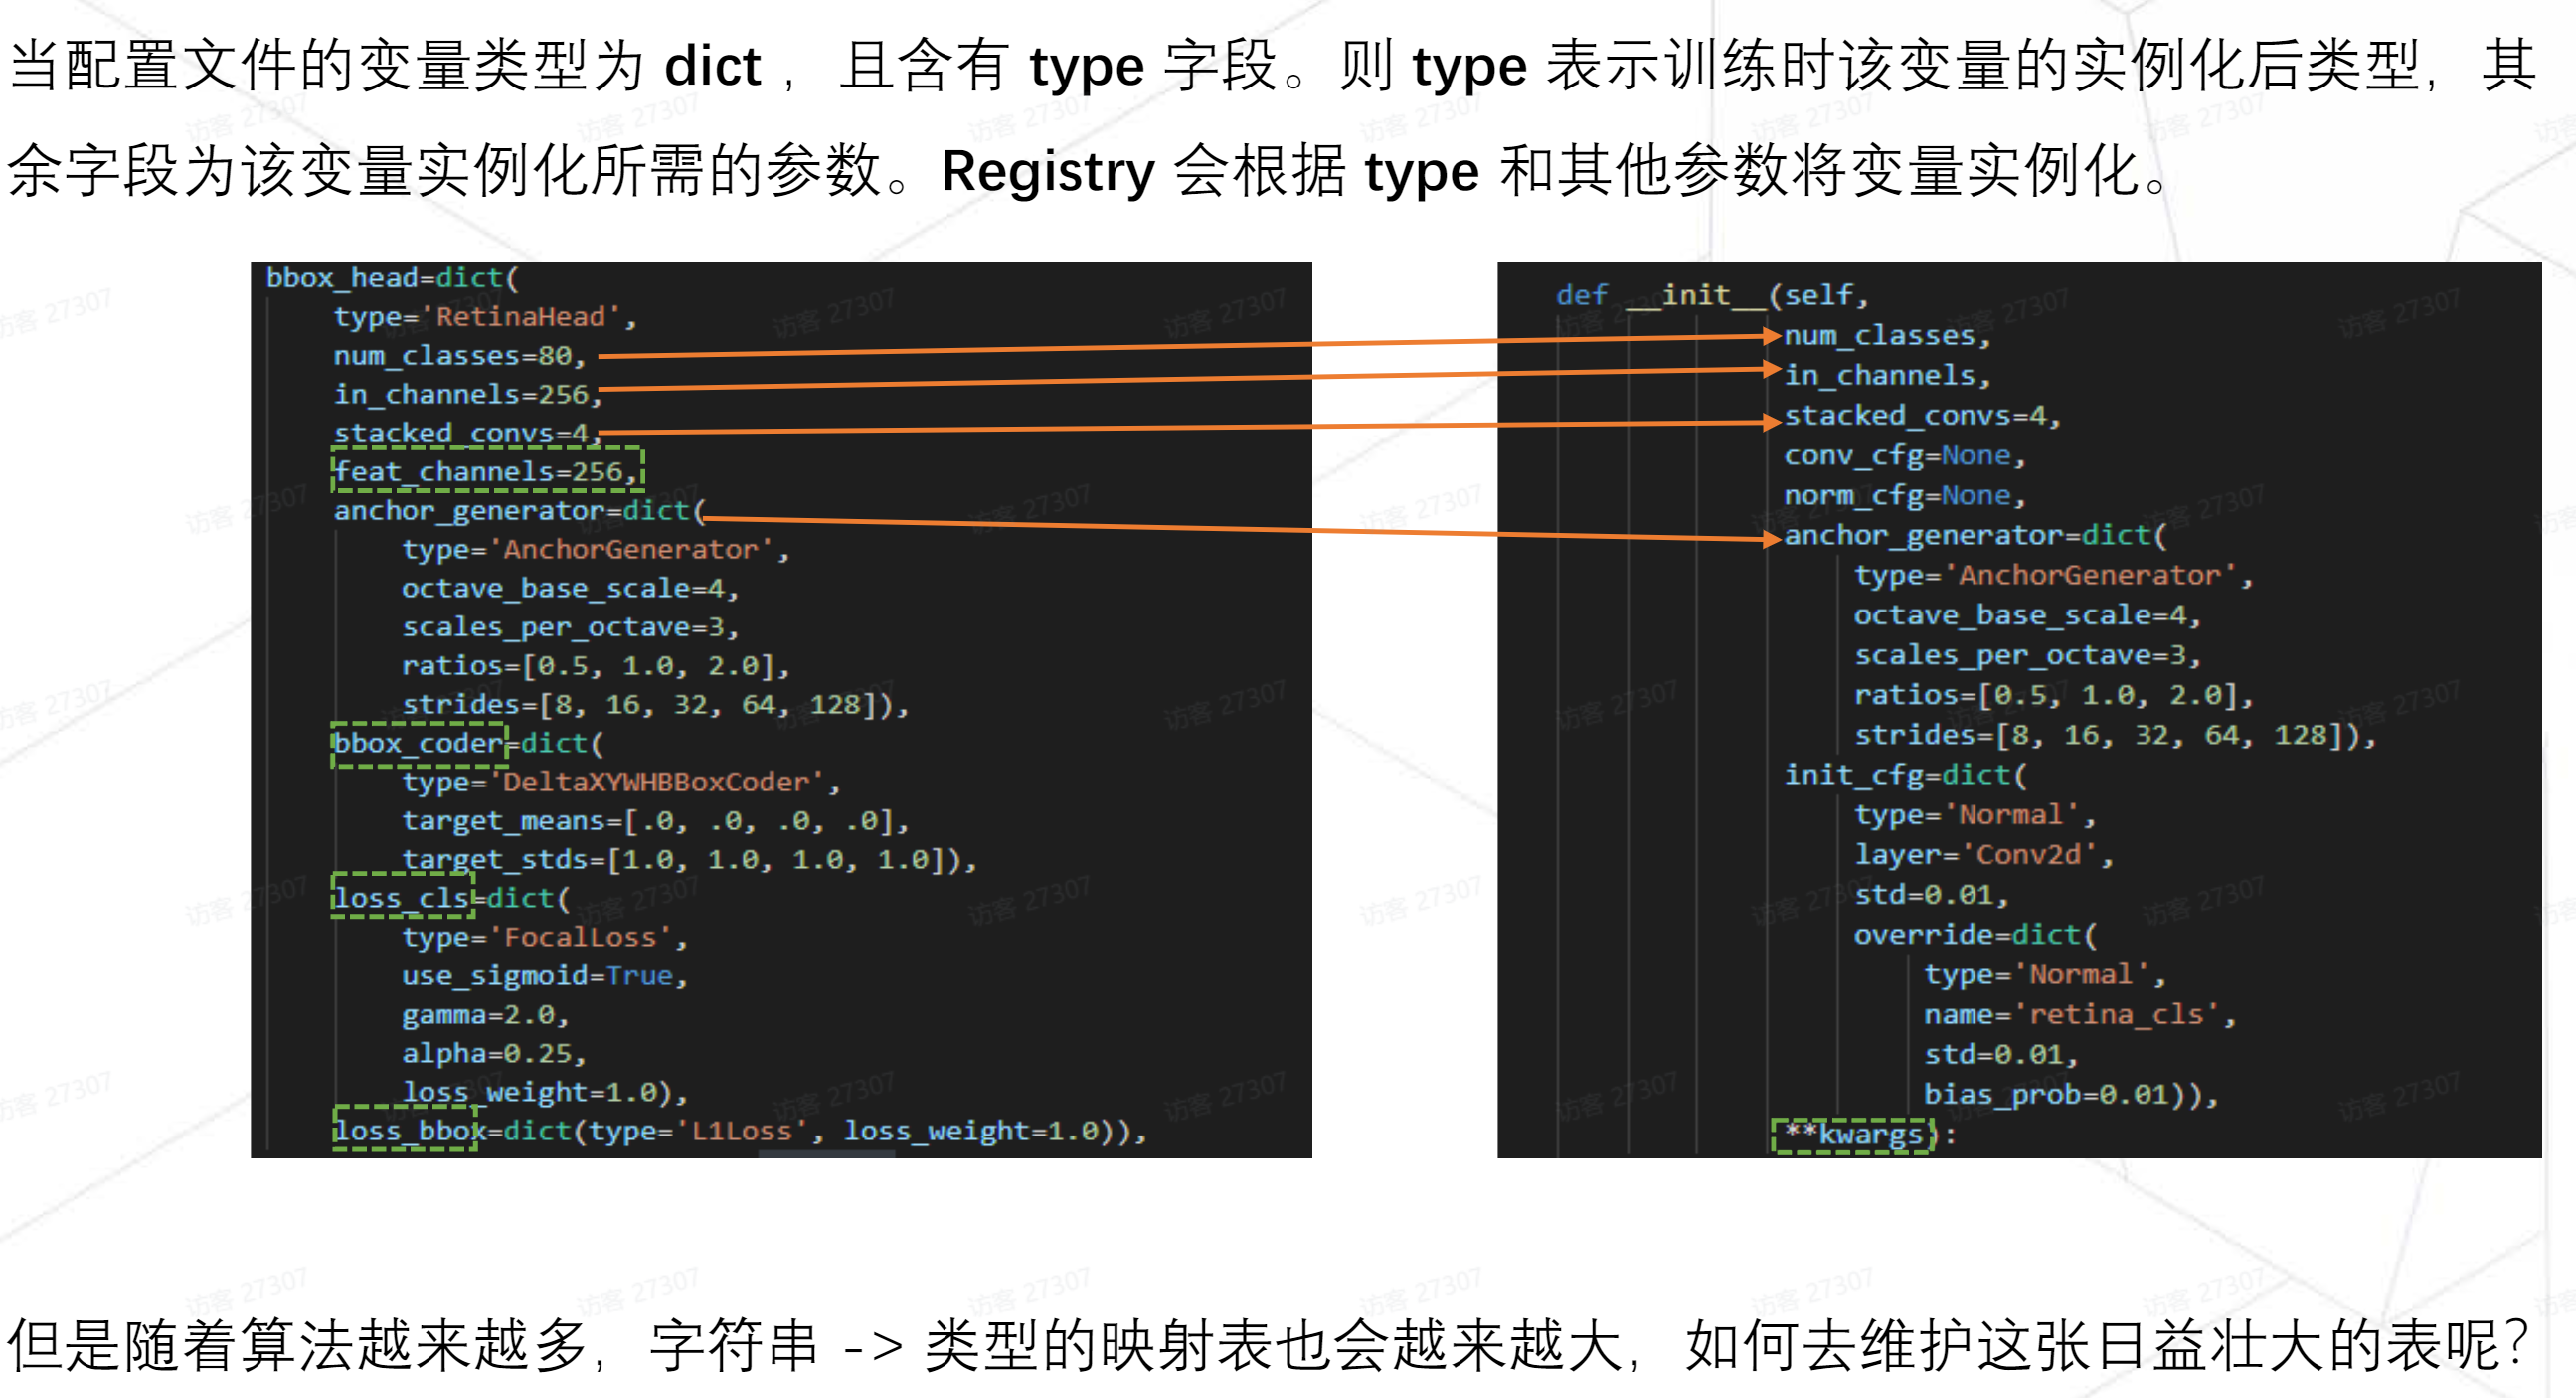 当配置文件的变量类型为 dict ，且含有 type 字段。则 type 表示训练时该变量的实例化后类型，其
余字段为该变量实例化所需的参数。Registry 会根据 type 和其他参数将变量实例化。
bbox_head=dict(
    type='RetinaHead',
    num_classes=80,
    in_channels=256,
    stacked_convs=4,
    feat_channels=256,
    anchor_generator=dict(
        type='AnchorGenerator',
        octave_base_scale=4,
        scales_per_octave=3,
        ratios=[0.5, 1.0, 2.0],
        strides=[8, 16, 32, 64, 128]),
    bbox_coder=dict(
        type='DeltaXYWHBBoxCoder',
        target_means=[.0, .0, .0, .0],
        target_stds=[1.0, 1.0, 1.0, 1.0]),
    loss_cls=dict(
        type='FocalLoss',
        use_sigmoid=True,
        gamma=2.0,
        alpha=0.25,
        loss_weight=1.0),
    loss_bbox=dict(type='L1Loss', loss_weight=1.0)),
def __init__(self,
             num_classes,
             in_channels,
             stacked_convs=4,
             conv_cfg=None,
             norm_cfg=None,
             anchor_generator=dict(
                 type='AnchorGenerator',
                 octave_base_scale=4,
                 scales_per_octave=3,
                 ratios=[0.5, 1.0, 2.0],
                 strides=[8, 16, 32, 64, 128]),
             init_cfg=dict(
                 type='Normal',
                 layer='Conv2d',
                 std=0.01,
                 override=dict(
                     type='Normal',
                     name='retina_cls',
                     std=0.01,
                     bias_prob=0.01)),
             **kwargs):
但是随着算法越来越多，字符串 -> 类型的映射表也会越来越大，如何去维护这张日益壮大的表呢？
访客 27307